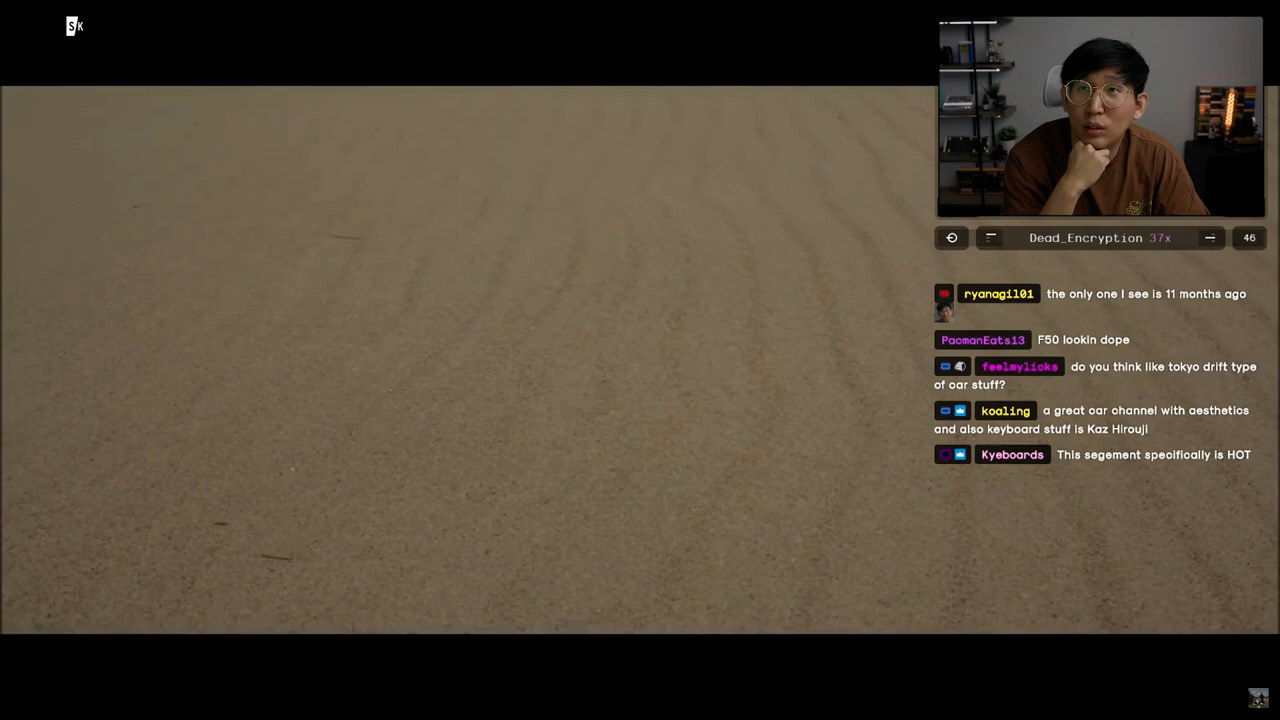 SK
Dead_Encryption 37x
46
ryanagil01 the only one I see is 11 months ago
PacmanEats13 F50 lookin dope
feelmylicks do you think like tokyo drift type
of car stuff?
koaling a great car channel with aesthetics
and also keyboard stuff is Kaz Hirouji
Kyeboards This segement specifically is HOT